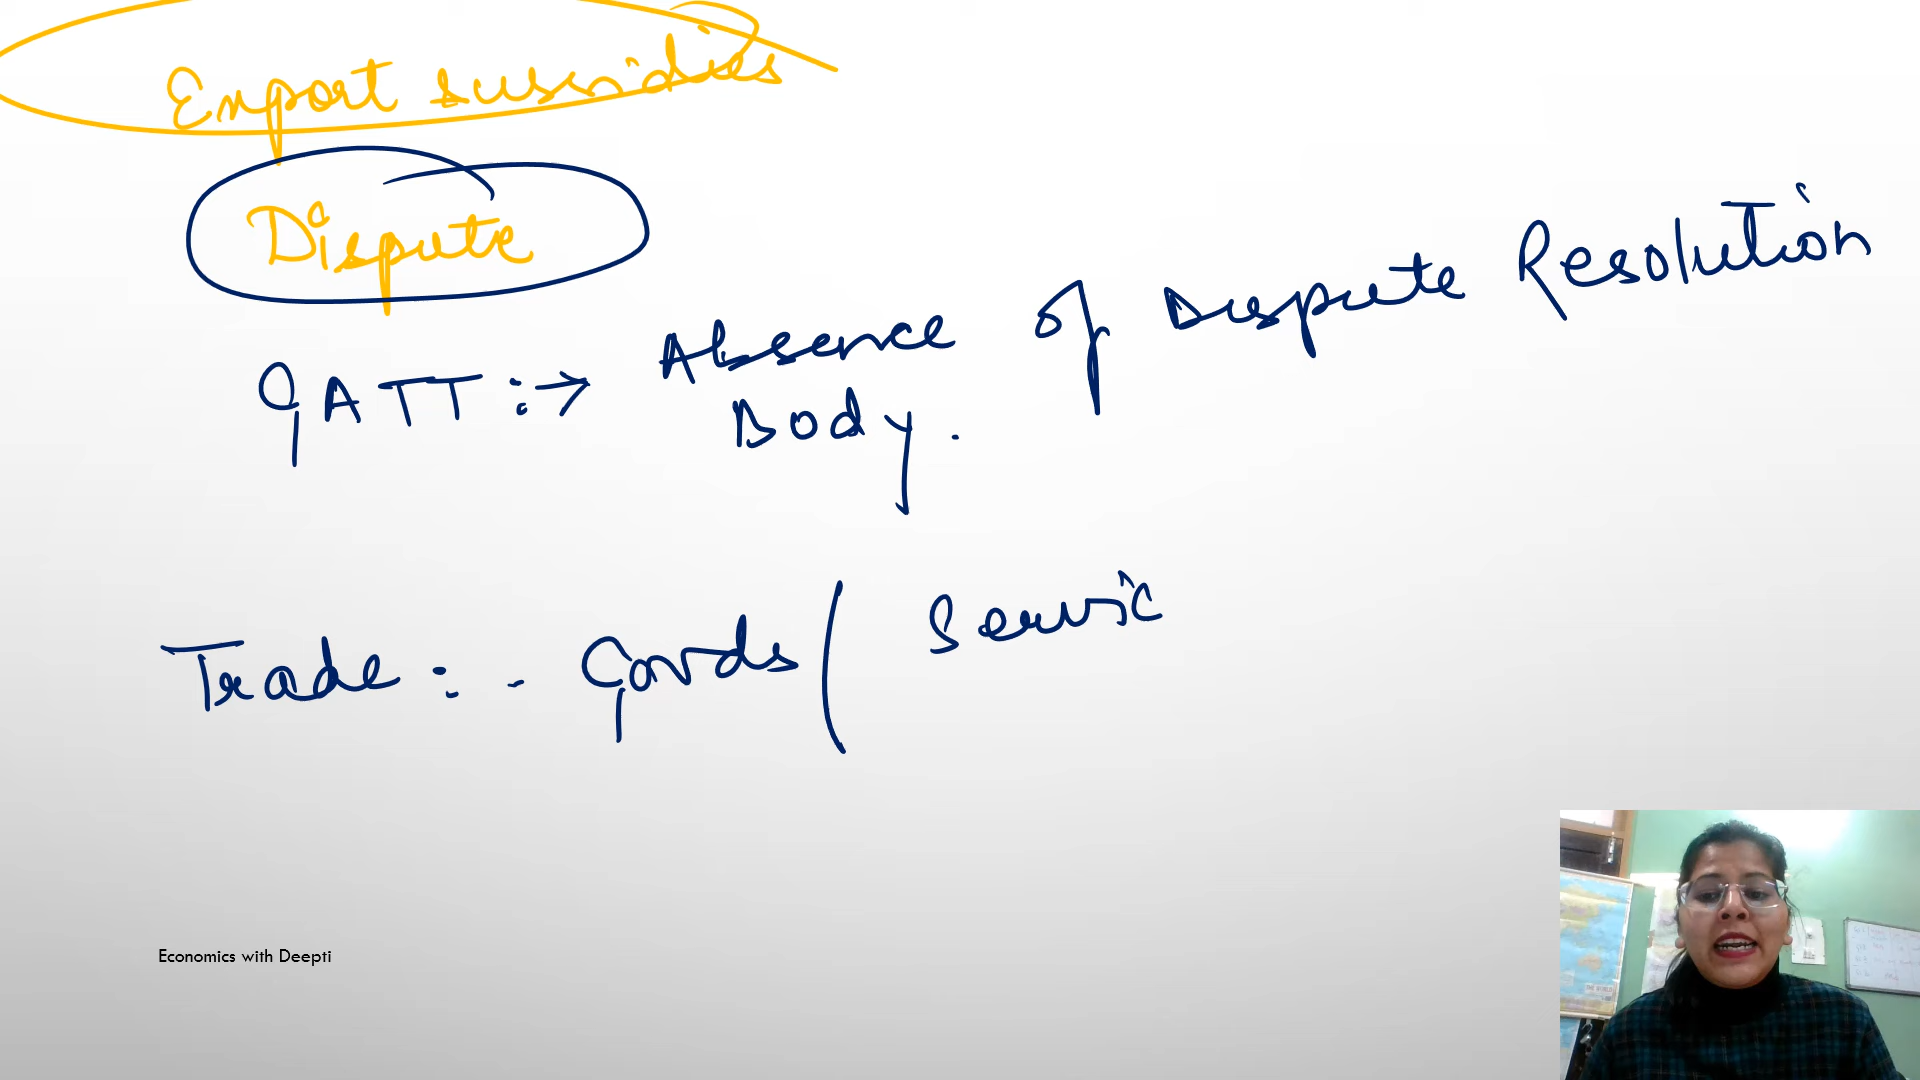 Export subsidies
Dispute
GATT :→ Absence of Dispute Resolution
Body.
Trade :- Goods / Servic
Economics with Deepti